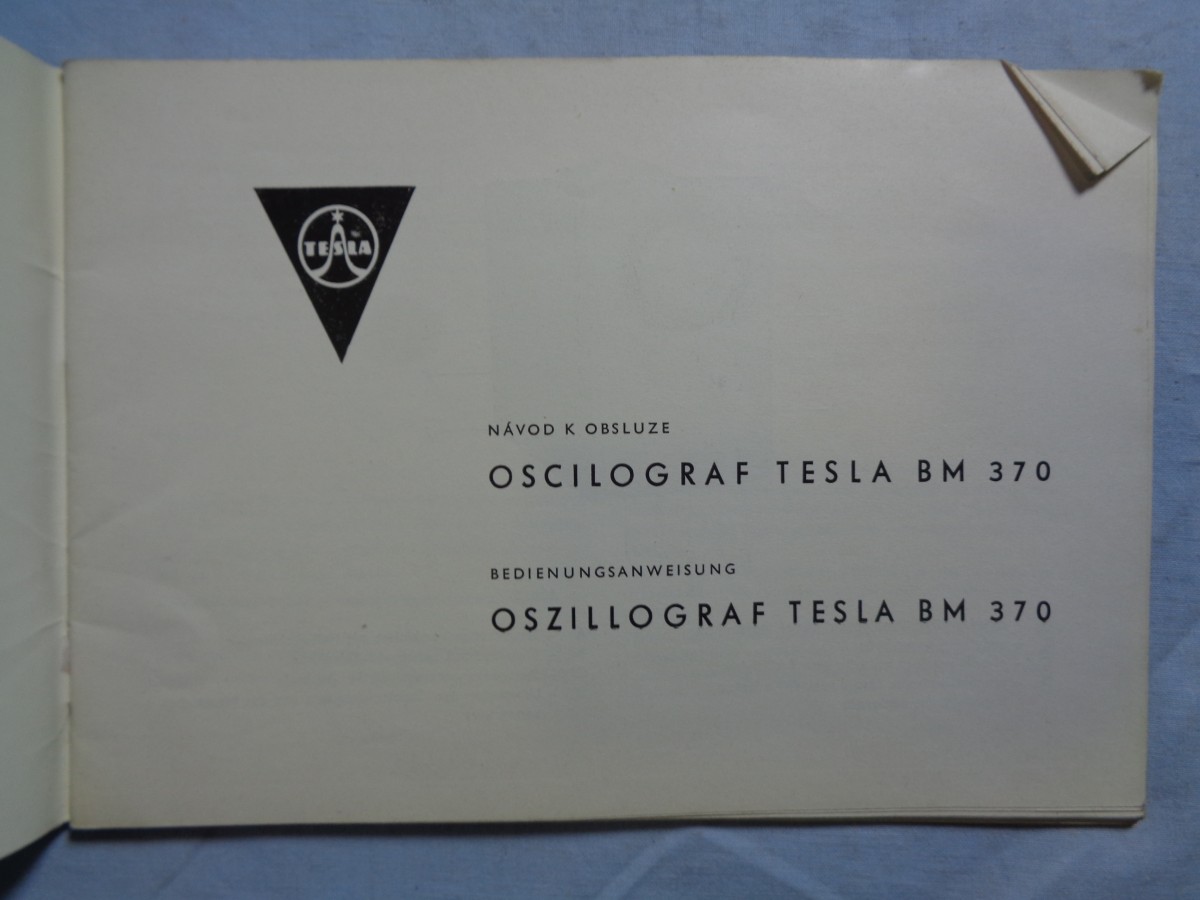 TESLA
NÁVOD K OBSLUZE
OSCILOGRAF TESLA BM 370
BEDIENUNGSANWEISUNG
OSZILLOGRAF TESLA BM 370